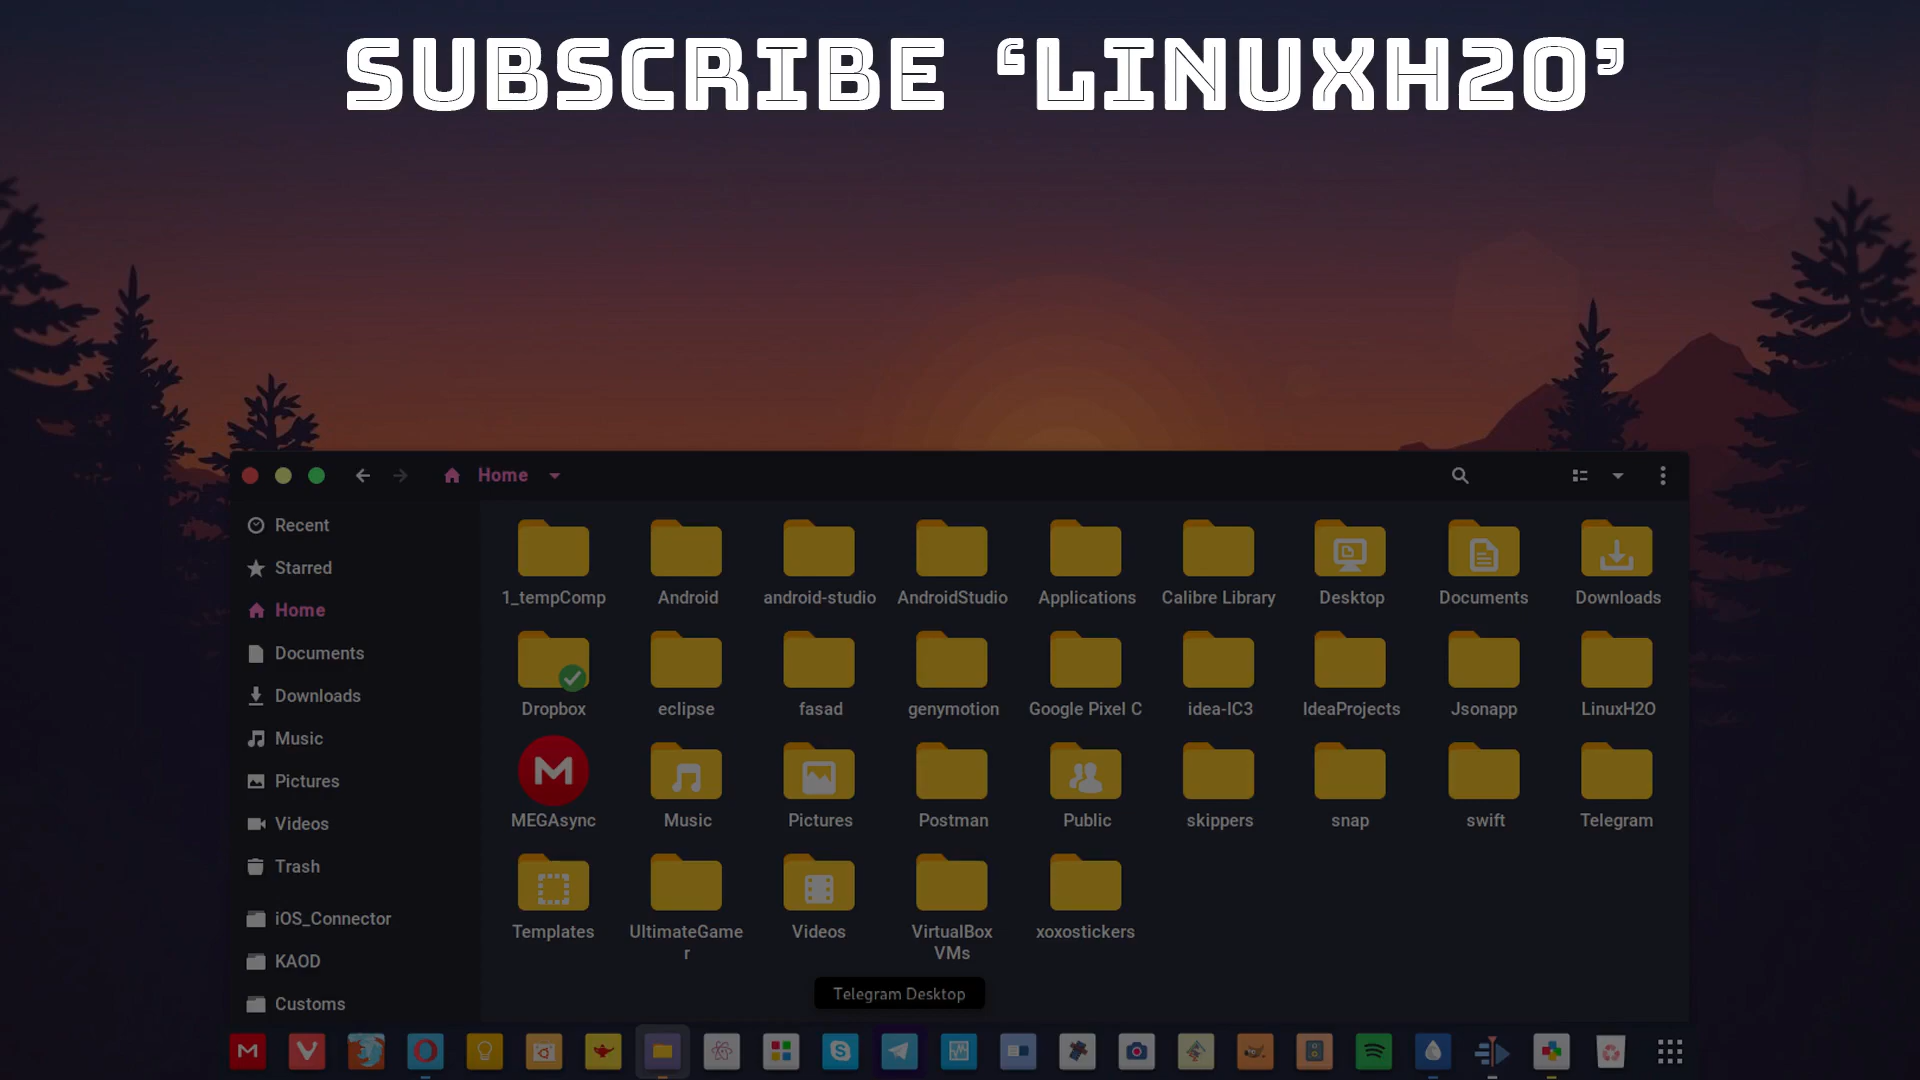 SUBSCRIBE ‘LINUXH2O’
Home
Recent
Starred
Home
Documents
Downloads
Music
Pictures
Videos
Trash
iOS_Connector
KAOD
Customs
1_tempComp Android android-studio AndroidStudio Applications Calibre Library Desktop Documents Downloads
Dropbox eclipse fasad genymotion Google Pixel C idea-IC3 IdeaProjects Jsonapp LinuxH2O
MEGAsync Music Pictures Postman Public skippers snap swift Telegram
Templates UltimateGame Videos VirtualBox xoxostickers
r VMs
Telegram Desktop